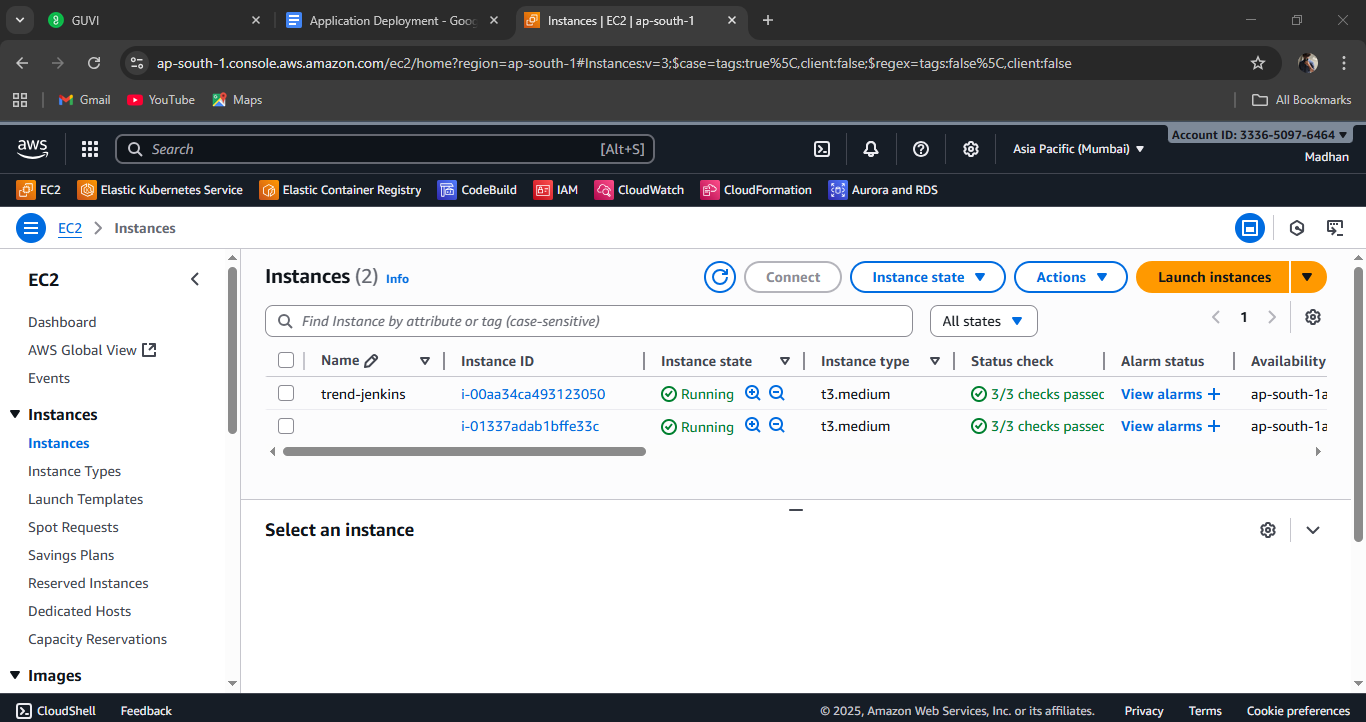 GUVI
Application Deployment - Goog
Instances | EC2 | ap-south-1
ap-south-1.console.aws.amazon.com/ec2/home?region=ap-south-1#Instances:v=3;$case=tags:true%5C,client:false;$regex=tags:false%5C,client:false
Gmail YouTube Maps All Bookmarks
aws Search [Alt+S] Asia Pacific (Mumbai) Account ID: 3336-5097-6464
Madhan
EC2 Elastic Kubernetes Service Elastic Container Registry CodeBuild IAM CloudWatch CloudFormation Aurora and RDS
EC2 Instances
EC2
Dashboard
AWS Global View
Events
Instances
Instances
Instance Types
Launch Templates
Spot Requests
Savings Plans
Reserved Instances
Dedicated Hosts
Capacity Reservations
Images
Instances (2) Info Connect Instance state Actions Launch instances
Find Instance by attribute or tag (case-sensitive) All states 1
Name Instance ID Instance state Instance type Status check Alarm status Availability
trend-jenkins i-00aa34ca493123050 Running t3.medium 3/3 checks passed View alarms + ap-south-1a
i-01337adab1bffe33c Running t3.medium 3/3 checks passed View alarms + ap-south-1a
Select an instance
CloudShell Feedback © 2025, Amazon Web Services, Inc. or its affiliates. Privacy Terms Cookie preferences